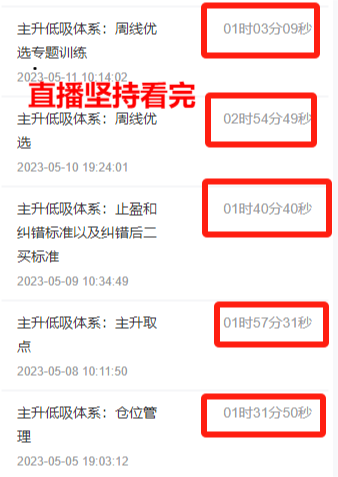 主升低吸体系：周线优
01时03分09秒
选专题训练
2023-05-11 10:14:02
直播坚持看完
主升低吸体系：周线优
02时54分49秒
选
2023-05-10 19:24:01
主升低吸体系：止盈和
01时40分40秒
纠错标准以及纠错后二
买标准
2023-05-09 10:34:49
主升低吸体系：主升取
01时57分31秒
点
2023-05-08 10:11:50
主升低吸体系：仓位管
01时31分50秒
理
2023-05-05 19:03:12